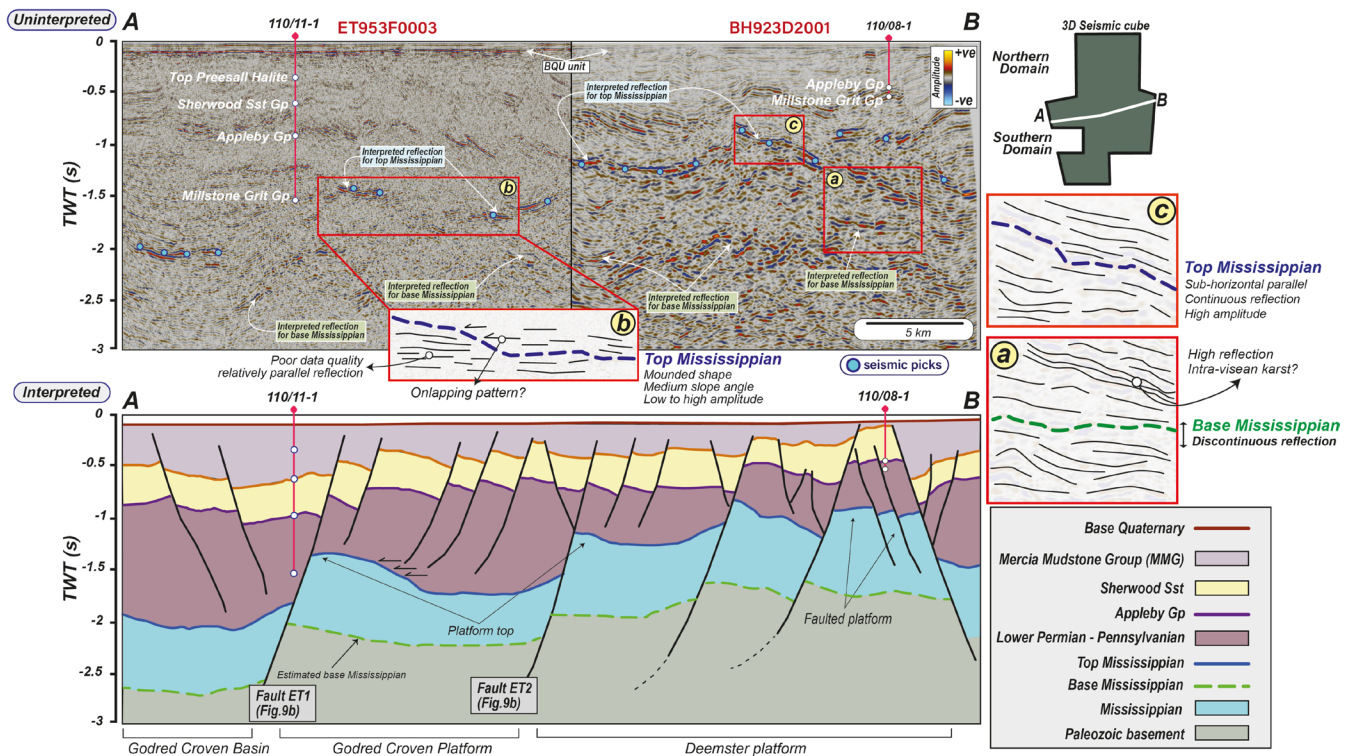 Uninterpreted
A
110/11-1
ET953F0003
BH923D2001
110/08-1
B
0
-0.5
-1
-1.5
-2
-2.5
-3
TWT (s)
Top Preesall Halite
Sherwood Sst Gp
Appleby Gp
Millstone Grit Gp
BQU unit
Interpreted reflection
for top Mississippian
Interpreted reflection
for top Mississippian
Appleby Gp
Millstone Grit Gp
Amplitude
+ve
-ve
a
b
c
Interpreted reflection
for base Mississippian
Interpreted reflection
for base Mississippian
Interpreted reflection
for base Mississippian
Interpreted reflection
for base Mississippian
5 km
seismic picks
b
Poor data quality
relatively parallel reflection
Onlapping pattern?
Top Mississippian
Mounded shape
Medium slope angle
Low to high amplitude
3D Seismic cube
Northern
Domain
A
B
Southern
Domain
c
Top Mississippian
Sub-horizontal parallel
Continuous reflection
High amplitude
a
High reflection
Intra-visean karst?
Base Mississippian
Discontinuous reflection
Interpreted
A
110/11-1
110/08-1
B
0
-0.5
-1
-1.5
-2
-2.5
-3
TWT (s)
Platform top
Estimated base Mississippian
Faulted platform
Fault ET1
(Fig.9b)
Fault ET2
(Fig.9b)
Godred Croven Basin
Godred Croven Platform
Deemster platform
Base Quaternary
Mercia Mudstone Group (MMG)
Sherwood Sst
Appleby Gp
Lower Permian - Pennsylvanian
Top Mississippian
Base Mississippian
Mississippian
Paleozoic basement